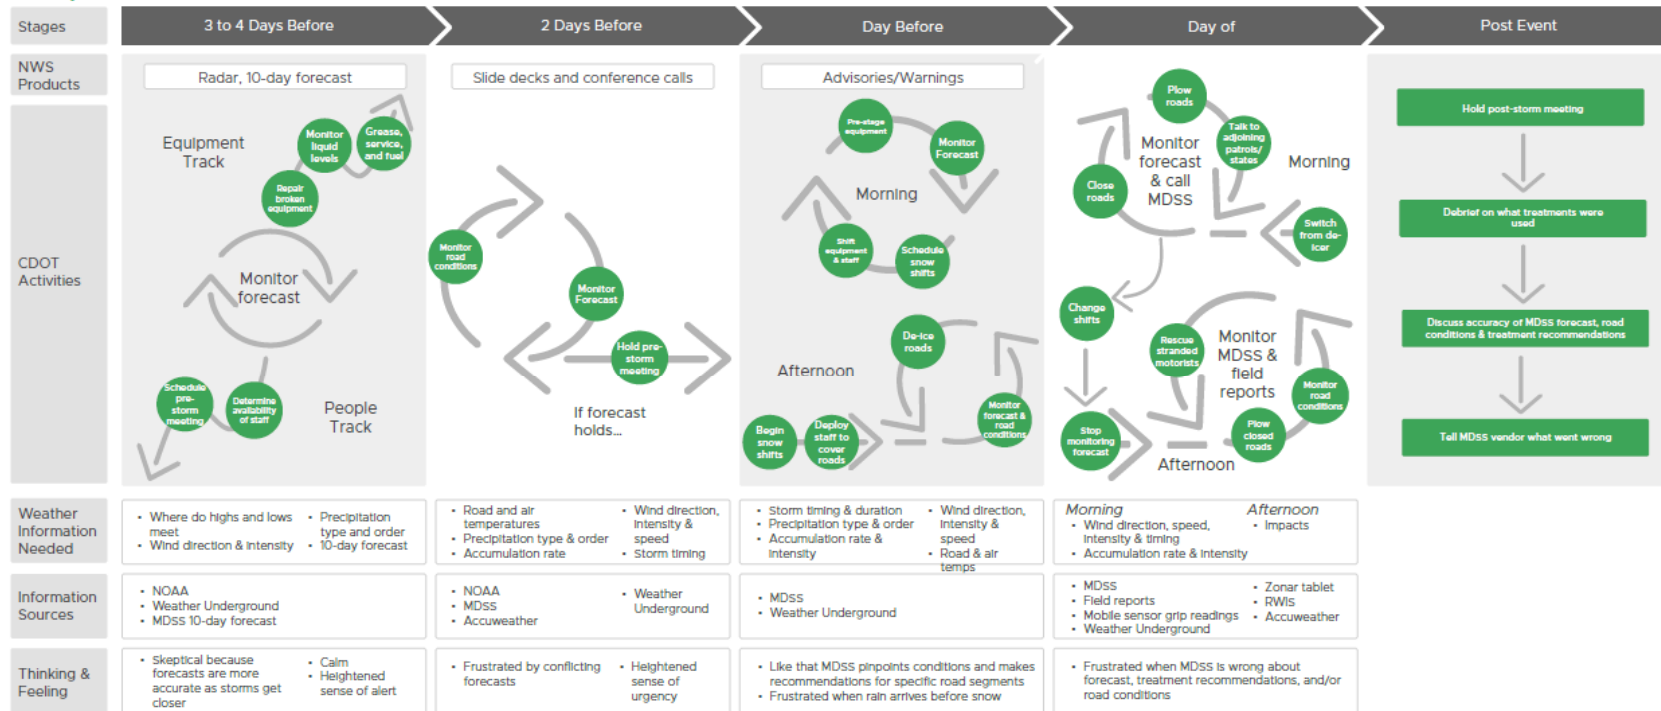 Stages
3 to 4 Days Before
2 Days Before
Day Before
Day of
Post Event
NWS
Products
Radar, 10-day forecast
Slide decks and conference calls
Advisories/Warnings
CDOT
Activities
Equipment
Track
Monitor
liquid
levels
Grease,
service,
and fuel
Repair
broken
equipment
Monitor
forecast
Schedule
pre-
storm
meeting
Determine
availability
of staff
People
Track
Monitor
road
conditions
Monitor
Forecast
Hold pre-
storm
meeting
If forecast
holds...
Pre-stage
equipment
Monitor
Forecast
Morning
Shift
equipment
& staff
Schedule
snow
shifts
De-ice
roads
Afternoon
Begin
snow
shifts
Deploy
staff to
cover
roads
Monitor
forecast &
road
conditions
Plow
roads
Talk to
adjoining
patrols/
states
Monitor
forecast
& call
MDSS
Morning
Close
roads
Switch
from de-
icer
Change
shifts
Rescue
stranded
motorists
Monitor
MDSS &
field
reports
Monitor
road
conditions
Stop
monitoring
forecast
Plow
closed
roads
Afternoon
Hold post-storm meeting
Debrief on what treatments were
used
Discuss accuracy of MDSS forecast, road
conditions & treatment recommendations
Tell MDSS vendor what went wrong
Weather
Information
Needed
• Where do highs and lows
meet
• Wind direction & intensity
• Precipitation
type and order
• 10-day forecast
• Road and air
temperatures
• Precipitation type & order
• Accumulation rate
• Wind direction,
intensity &
speed
• Storm timing
• Storm timing & duration
• Precipitation type & order
• Accumulation rate &
intensity
• Wind direction,
intensity &
speed
• Road & air
temps
Morning
• Wind direction, speed,
intensity & timing
• Accumulation rate & intensity
Afternoon
• Impacts
Information
Sources
• NOAA
• Weather Underground
• MDSS 10-day forecast
• NOAA
• MDSS
• Accuweather
• Weather
Underground
• MDSS
• Weather Underground
• MDSS
• Field reports
• Mobile sensor grip readings
• Weather Underground
• Zonar tablet
• RWIS
• Accuweather
Thinking &
Feeling
• Skeptical because
forecasts are more
accurate as storms get
closer
• Calm
• Heightened
sense of alert
• Frustrated by conflicting
forecasts
• Heightened
sense of
urgency
• Like that MDSS pinpoints conditions and makes
recommendations for specific road segments
• Frustrated when rain arrives before snow
• Frustrated when MDSS is wrong about
forecast, treatment recommendations, and/or
road conditions